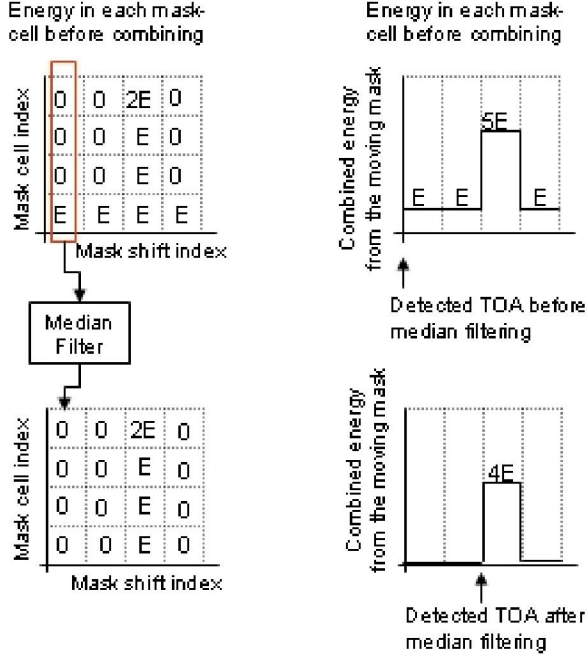 Energy in each mask-
cell before combining
Mask cell index
0 0 2E 0
0 0 E 0
0 0 E 0
E E E E
Mask shift index
Median
Filter
Mask cell index
0 0 2E 0
0 0 E 0
0 0 E 0
0 0 E 0
Mask shift index
Energy in each mask-
cell before combining
Combined energy
from the moving mask
5E
E E E
Detected TOA before
median filtering
Combined energy
from the moving mask
4E
Detected TOA after
median filtering